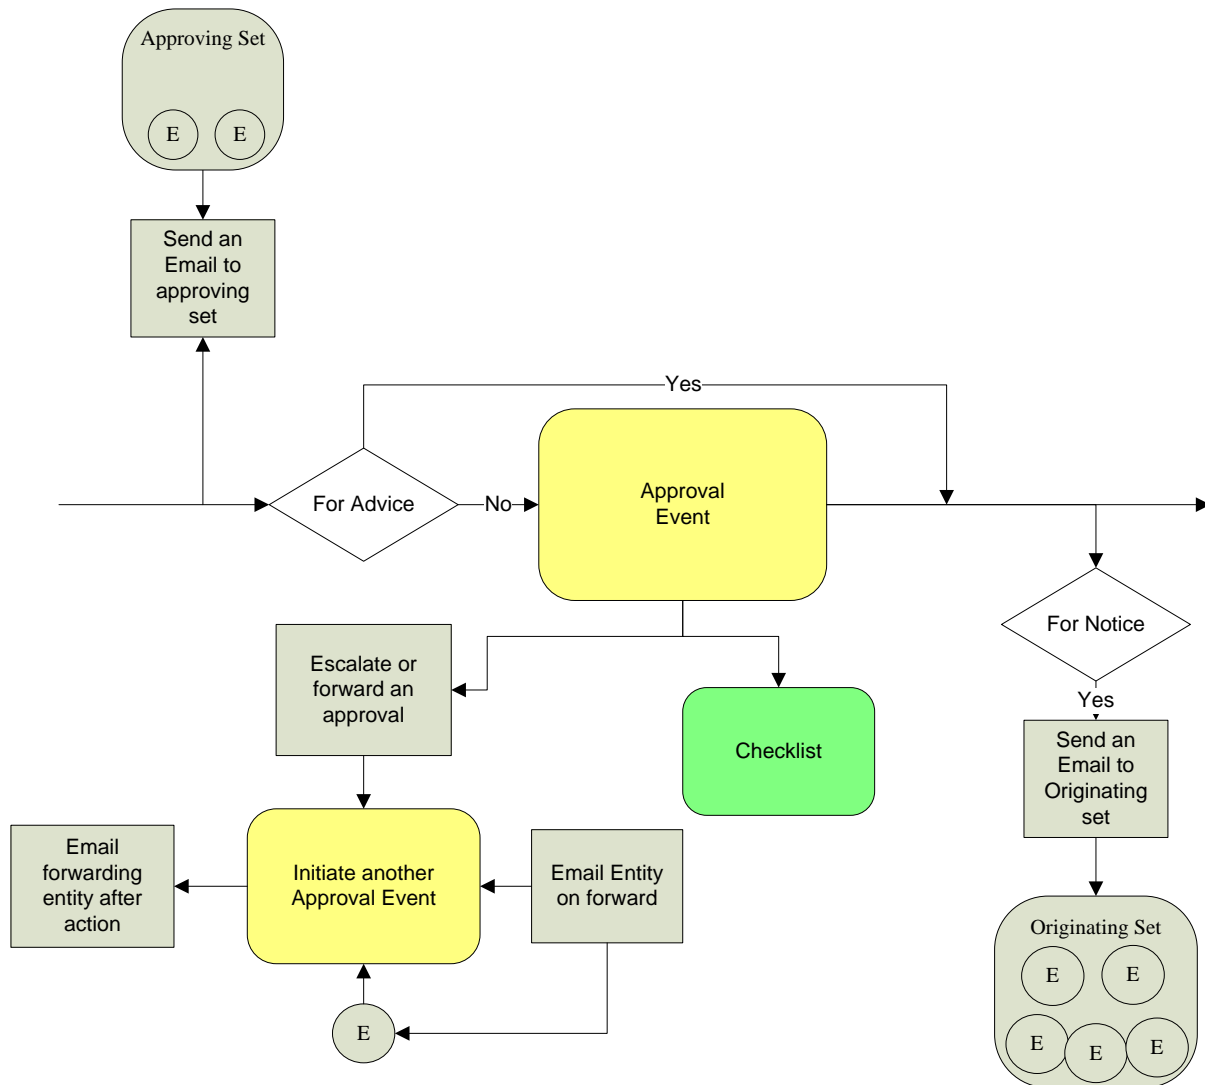 Approving Set
E E
Send an
Email to
approving
set
Yes
For Advice
No
Approval
Event
For Notice
Yes
Escalate or
forward an
approval
Checklist
Send an
Email to
Originating
set
Email
forwarding
entity after
action
Initiate another
Approval Event
Email Entity
on forward
E
Originating Set
E E
E E E